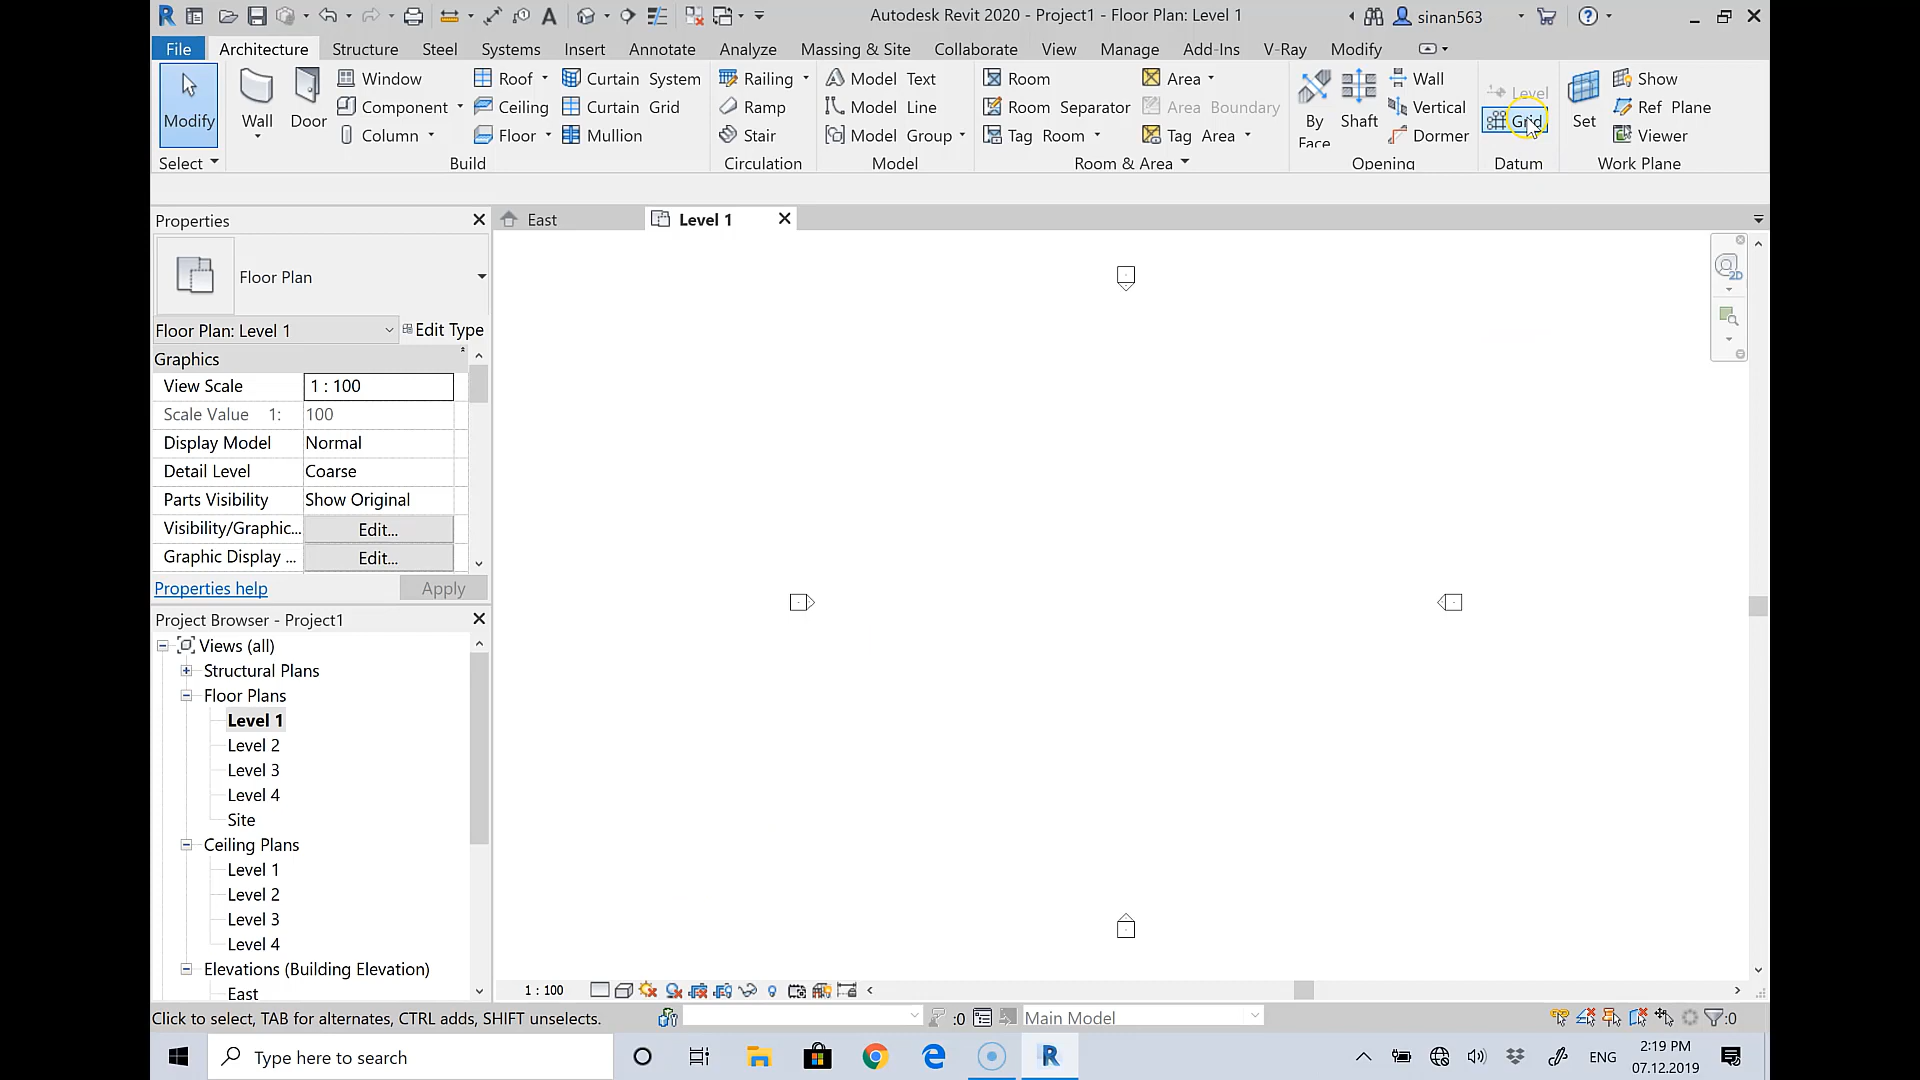 Autodesk Revit 2020 - Project1 - Floor Plan: Level 1
sinan563
File Architecture Structure Steel Systems Insert Annotate Analyze Massing & Site Collaborate View Manage Add-Ins V-Ray Modify
Modify
Wall
Door
Window
Component
Column
Roof
Ceiling
Floor
Curtain System
Curtain Grid
Mullion
Railing
Ramp
Stair
Model Text
Model Line
Model Group
Room
Room Separator
Tag Room
Area
Area Boundary
Tag Area
By
Face
Shaft
Wall
Vertical
Dormer
Level
Grid
Set
Show
Ref Plane
Viewer
Select Build Circulation Model Room & Area Opening Datum Work Plane
Properties
East
Level 1
2D
Floor Plan
Floor Plan: Level 1
Edit Type
Graphics
View Scale 1 : 100
Scale Value 1: 100
Display Model Normal
Detail Level Coarse
Parts Visibility Show Original
Visibility/Graphic... Edit...
Graphic Display ... Edit...
Properties help Apply
Project Browser - Project1
Views (all)
Structural Plans
Floor Plans
Level 1
Level 2
Level 3
Level 4
Site
Ceiling Plans
Level 1
Level 2
Level 3
Level 4
Elevations (Building Elevation)
East
1 : 100
Click to select, TAB for alternates, CTRL adds, SHIFT unselects.
:0
Main Model
:0
Type here to search
ENG
2:19 PM
07.12.2019